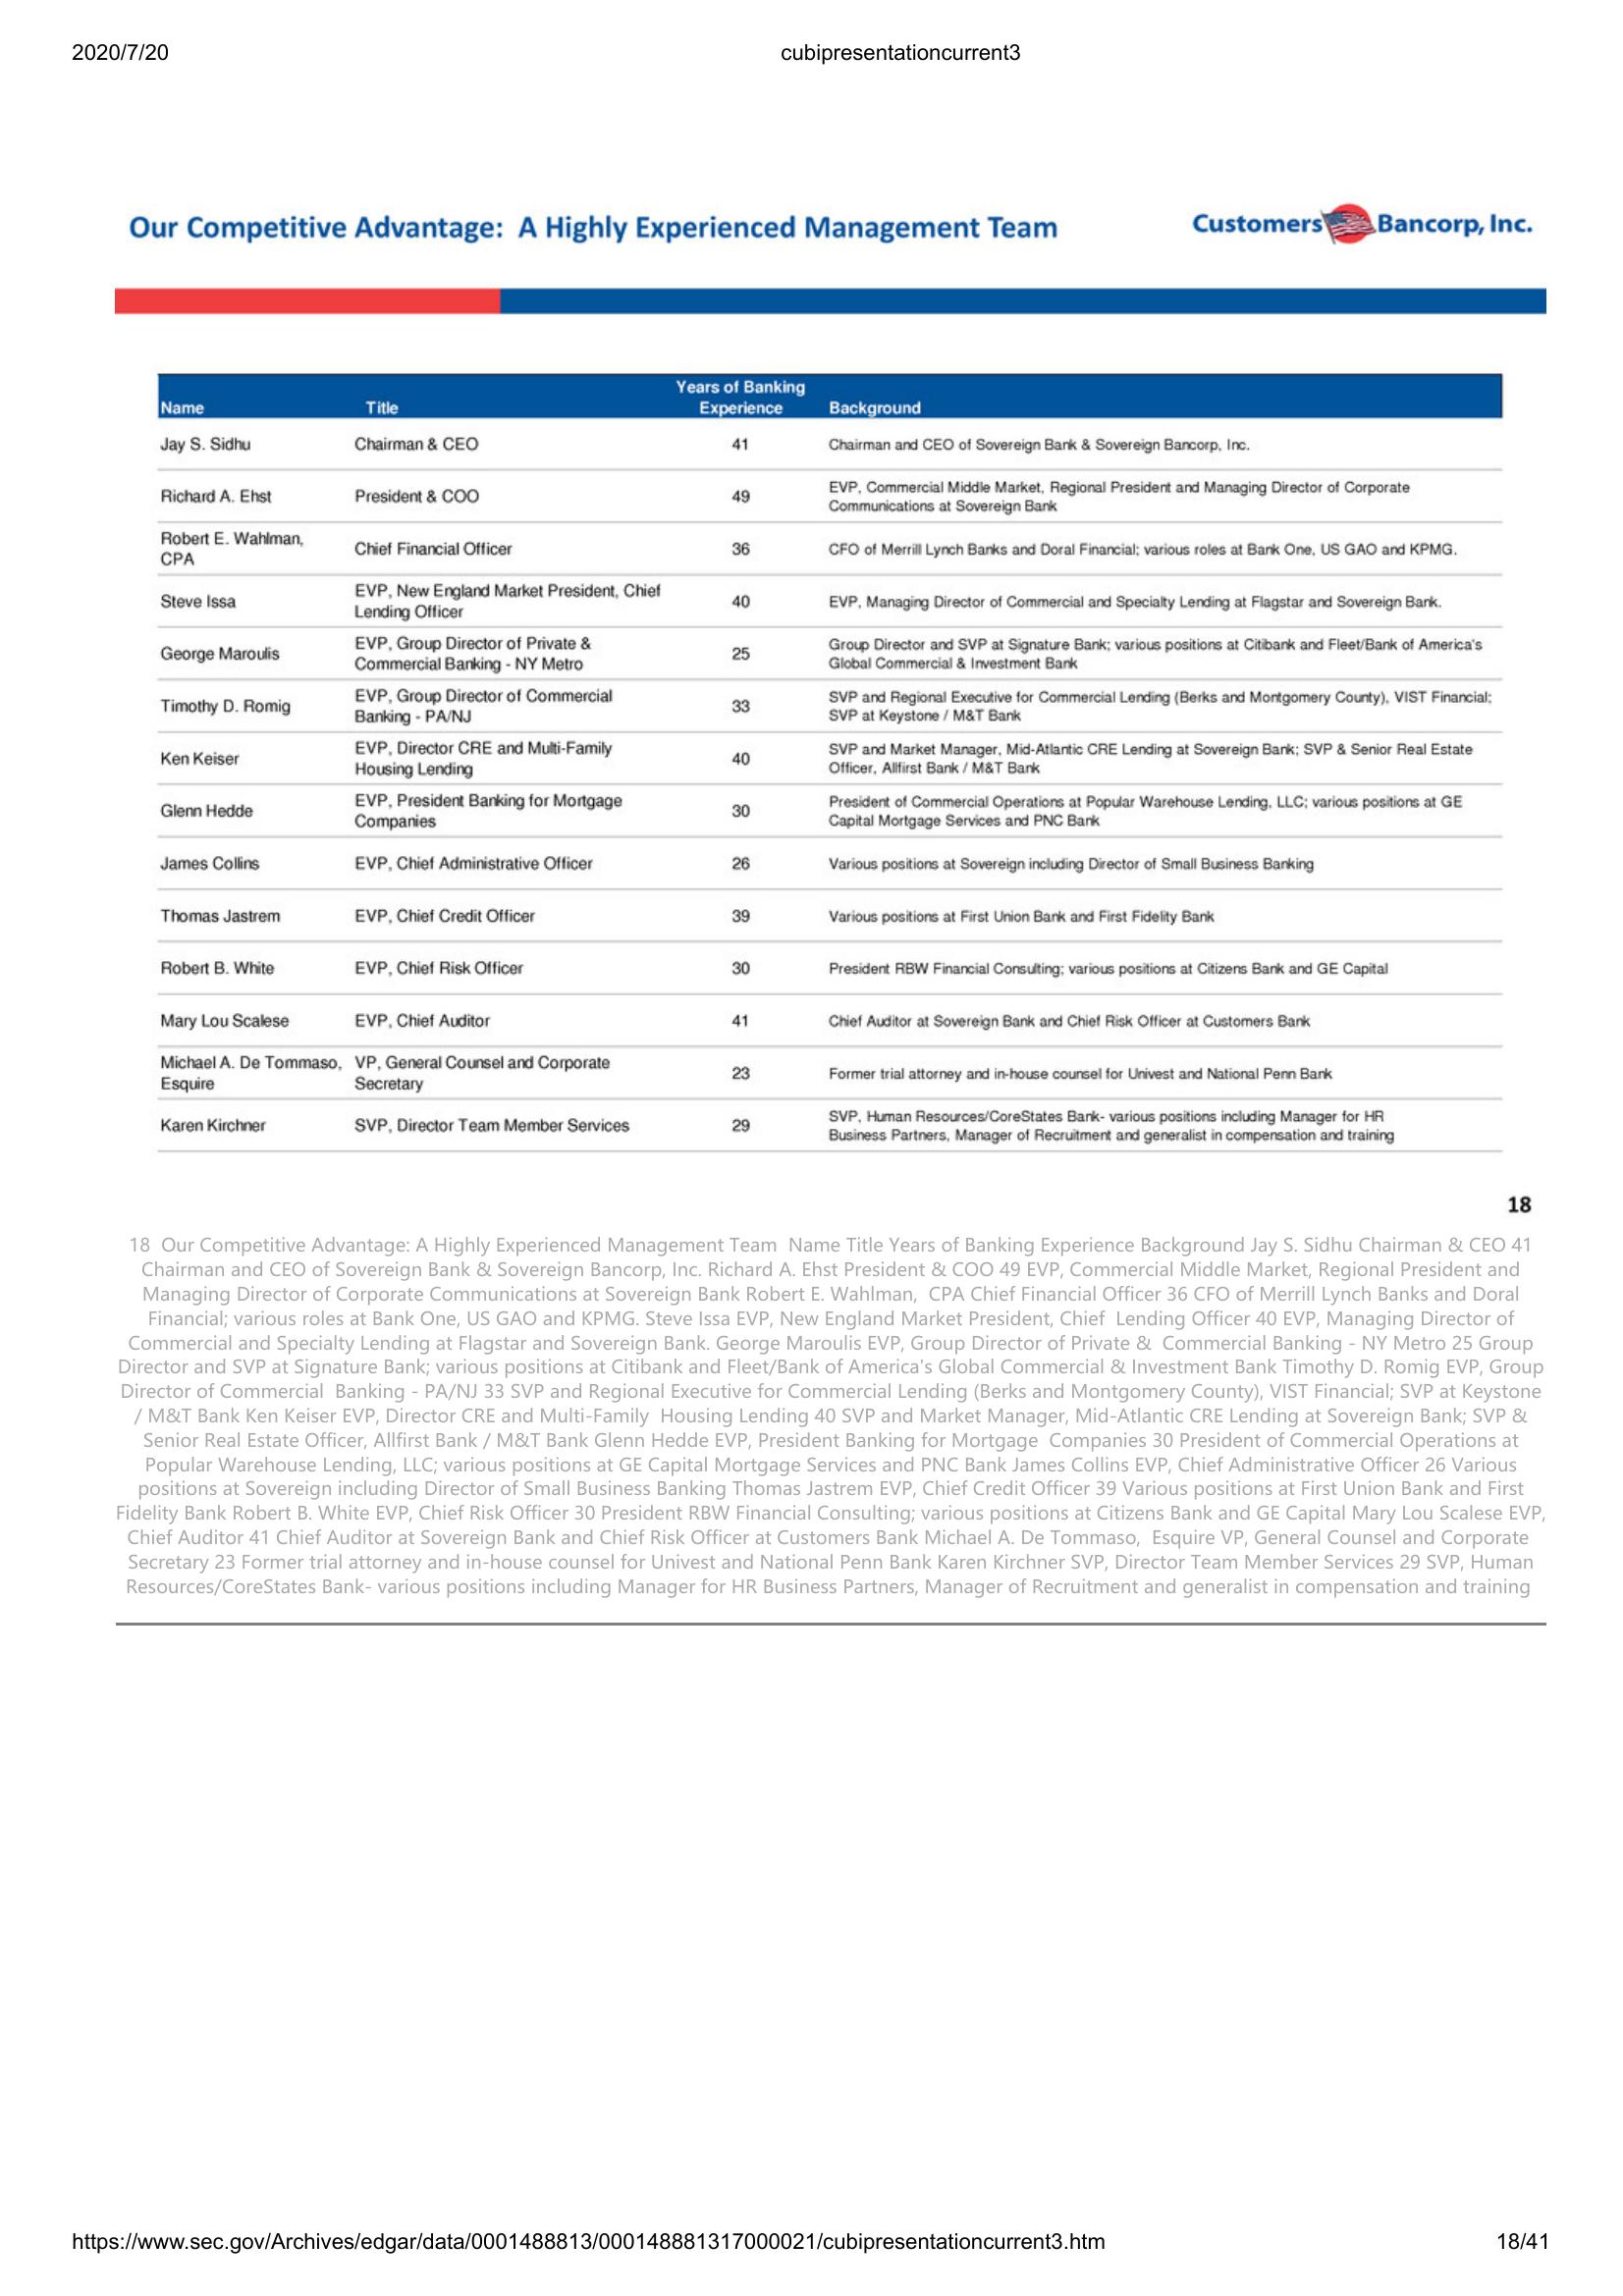 2020/7/20 cubipresentationcurrent3
Our Competitive Advantage: A Highly Experienced Management Team
Customers Bancorp, Inc.
Name Title Years of Banking Experience Background
Jay S. Sidhu Chairman & CEO 41 Chairman and CEO of Sovereign Bank & Sovereign Bancorp, Inc.
Richard A. Ehst President & COO 49 EVP, Commercial Middle Market, Regional President and Managing Director of Corporate
Communications at Sovereign Bank
Robert E. Wahlman,
CPA Chief Financial Officer 36 CFO of Merrill Lynch Banks and Doral Financial; various roles at Bank One, US GAO and KPMG.
Steve Issa EVP, New England Market President, Chief
Lending Officer 40 EVP, Managing Director of Commercial and Specialty Lending at Flagstar and Sovereign Bank.
George Maroulis EVP, Group Director of Private &
Commercial Banking - NY Metro 25 Group Director and SVP at Signature Bank; various positions at Citibank and Fleet/Bank of America's
Global Commercial & Investment Bank
Timothy D. Romig EVP, Group Director of Commercial
Banking - PA/NJ 33 SVP and Regional Executive for Commercial Lending (Berks and Montgomery County), VIST Financial;
SVP at Keystone / M&T Bank
Ken Keiser EVP, Director CRE and Multi-Family
Housing Lending 40 SVP and Market Manager, Mid-Atlantic CRE Lending at Sovereign Bank; SVP & Senior Real Estate
Officer, Allfirst Bank / M&T Bank
Glenn Hedde EVP, President Banking for Mortgage
Companies 30 President of Commercial Operations at Popular Warehouse Lending, LLC; various positions at GE
Capital Mortgage Services and PNC Bank
James Collins EVP, Chief Administrative Officer 26 Various positions at Sovereign including Director of Small Business Banking
Thomas Jastrem EVP, Chief Credit Officer 39 Various positions at First Union Bank and First Fidelity Bank
Robert B. White EVP, Chief Risk Officer 30 President RBW Financial Consulting; various positions at Citizens Bank and GE Capital
Mary Lou Scalese EVP, Chief Auditor 41 Chief Auditor at Sovereign Bank and Chief Risk Officer at Customers Bank
Michael A. De Tommaso,
Esquire VP, General Counsel and Corporate
Secretary 23 Former trial attorney and in-house counsel for Univest and National Penn Bank
Karen Kirchner SVP, Director Team Member Services 29 SVP, Human Resources/CoreStates Bank- various positions including Manager for HR
Business Partners, Manager of Recruitment and generalist in compensation and training
18
18 Our Competitive Advantage: A Highly Experienced Management Team Name Title Years of Banking Experience Background Jay S. Sidhu Chairman & CEO 41
Chairman and CEO of Sovereign Bank & Sovereign Bancorp, Inc. Richard A. Ehst President & COO 49 EVP, Commercial Middle Market, Regional President and
Managing Director of Corporate Communications at Sovereign Bank Robert E. Wahlman, CPA Chief Financial Officer 36 CFO of Merrill Lynch Banks and Doral
Financial; various roles at Bank One, US GAO and KPMG. Steve Issa EVP, New England Market President, Chief Lending Officer 40 EVP, Managing Director of
Commercial and Specialty Lending at Flagstar and Sovereign Bank. George Maroulis EVP, Group Director of Private & Commercial Banking - NY Metro 25 Group
Director and SVP at Signature Bank; various positions at Citibank and Fleet/Bank of America's Global Commercial & Investment Bank Timothy D. Romig EVP, Group
Director of Commercial Banking - PA/NJ 33 SVP and Regional Executive for Commercial Lending (Berks and Montgomery County), VIST Financial; SVP at Keystone
/ M&T Bank Ken Keiser EVP, Director CRE and Multi-Family Housing Lending 40 SVP and Market Manager, Mid-Atlantic CRE Lending at Sovereign Bank; SVP &
Senior Real Estate Officer, Allfirst Bank / M&T Bank Glenn Hedde EVP, President Banking for Mortgage Companies 30 President of Commercial Operations at
Popular Warehouse Lending, LLC; various positions at GE Capital Mortgage Services and PNC Bank James Collins EVP, Chief Administrative Officer 26 Various
positions at Sovereign including Director of Small Business Banking Thomas Jastrem EVP, Chief Credit Officer 39 Various positions at First Union Bank and First
Fidelity Bank Robert B. White EVP, Chief Risk Officer 30 President RBW Financial Consulting; various positions at Citizens Bank and GE Capital Mary Lou Scalese EVP,
Chief Auditor 41 Chief Auditor at Sovereign Bank and Chief Risk Officer at Customers Bank Michael A. De Tommaso, Esquire VP, General Counsel and Corporate
Secretary 23 Former trial attorney and in-house counsel for Univest and National Penn Bank Karen Kirchner SVP, Director Team Member Services 29 SVP, Human
Resources/CoreStates Bank- various positions including Manager for HR Business Partners, Manager of Recruitment and generalist in compensation and training
https://www.sec.gov/Archives/edgar/data/0001488813/000148881317000021/cubipresentationcurrent3.htm 18/41